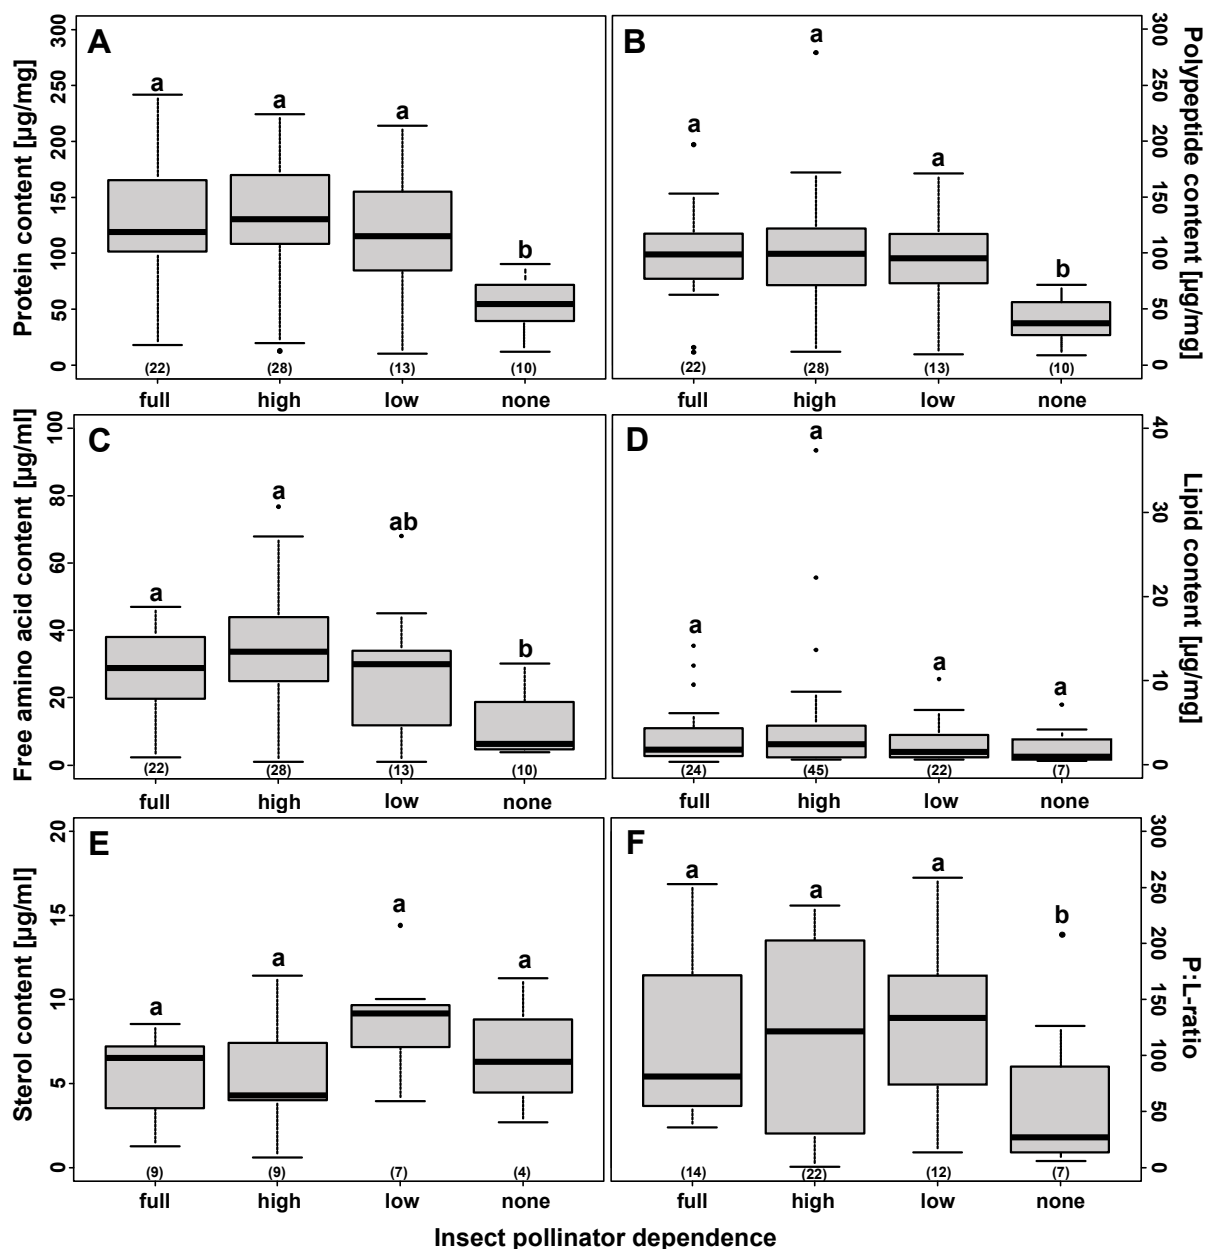 A
Protein content [µg/mg]
0 50 100 150 200 250 300
a a a b
(22) (28) (13) (10)
full high low none
B
Polypeptide content [µg/mg]
0 50 100 150 200 250 300
a a a b
(22) (28) (13) (10)
full high low none
C
Free amino acid content [µg/ml]
0 20 40 60 80 100
a a ab b
(22) (28) (13) (10)
full high low none
D
Lipid content [µg/mg]
0 10 20 30 40
a a a a
(24) (45) (22) (7)
full high low none
E
Sterol content [µg/ml]
0 5 10 15 20
a a a a
(9) (9) (7) (4)
full high low none
F
P:L-ratio
0 50 100 150 200 250 300
a a a b
(14) (22) (12) (7)
full high low none
Insect pollinator dependence